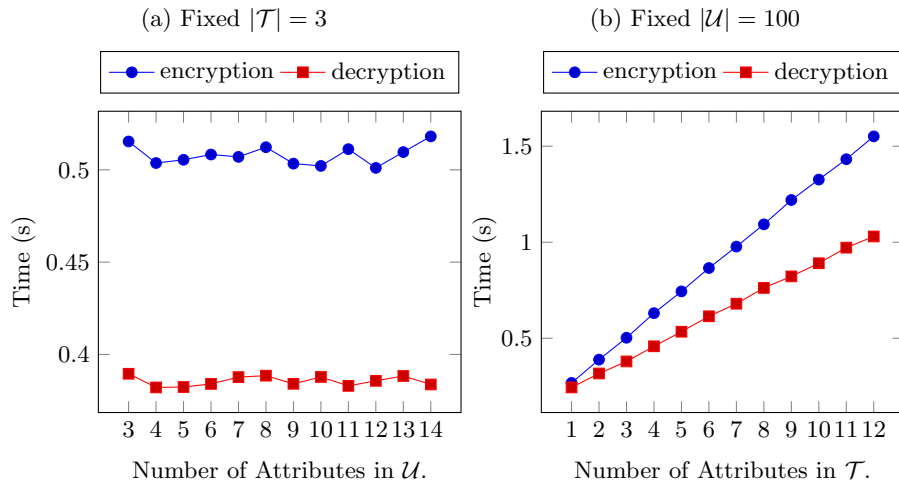 (a) Fixed |𝒯| = 3
encryption decryption
0.5
0.45
0.4
Time (s)
3 4 5 6 7 8 9 10 11 12 13 14
Number of Attributes in 𝒰.
(b) Fixed |𝒰| = 100
encryption decryption
1.5
1
0.5
Time (s)
1 2 3 4 5 6 7 8 9 10 11 12
Number of Attributes in 𝒯.